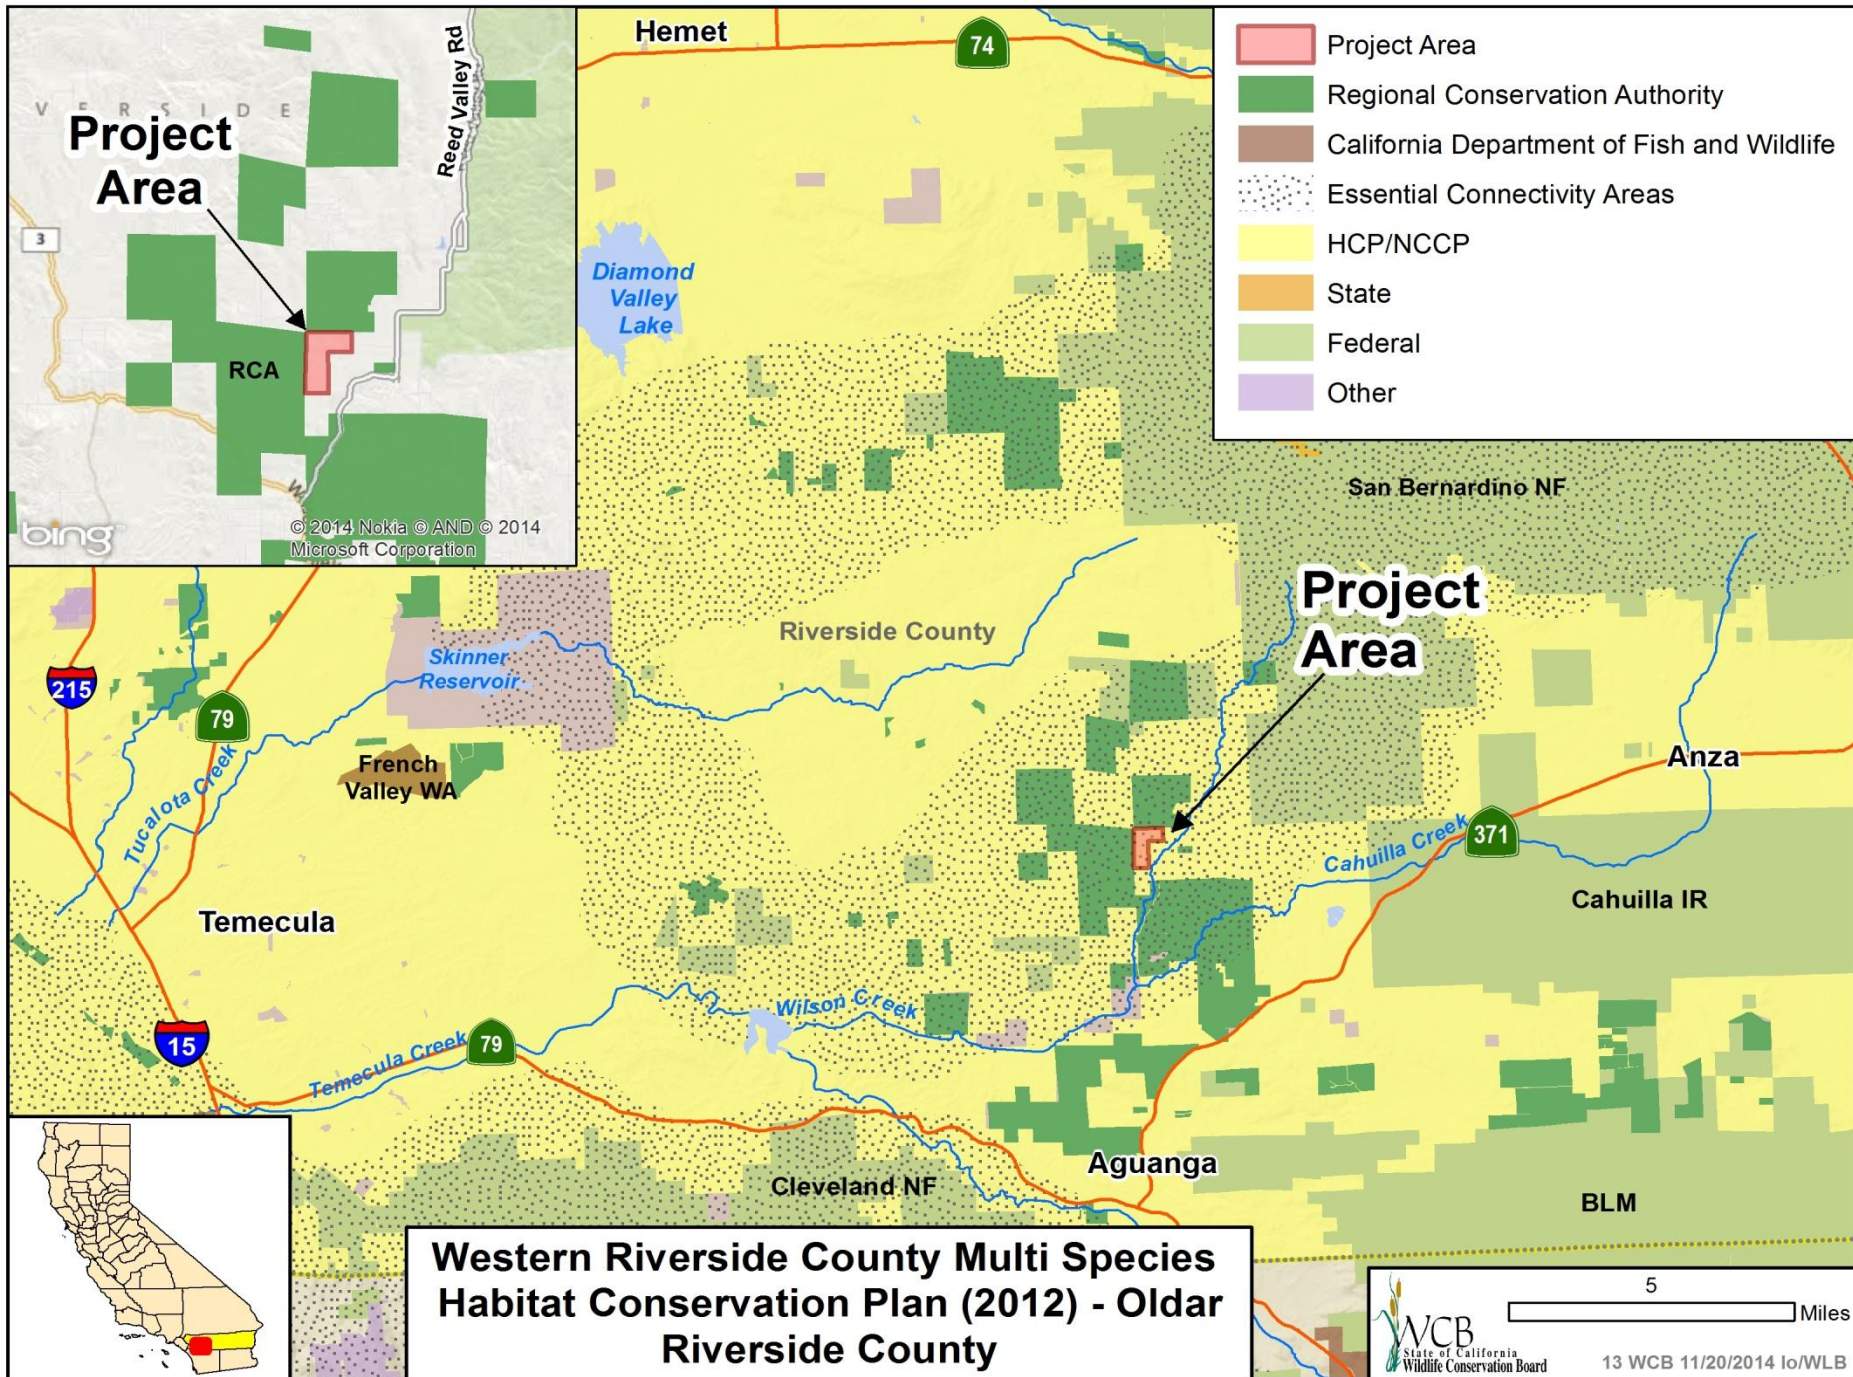 Hemet
74
Project Area
Regional Conservation Authority
California Department of Fish and Wildlife
Essential Connectivity Areas
HCP/NCCP
State
Federal
Other
V E R S I D E
Reed Valley Rd
Project
Area
3
RCA
bing
© 2014 Nokia © AND © 2014
Microsoft Corporation
Diamond
Valley
Lake
San Bernardino NF
Project
Area
Riverside County
Skinner
Reservoir
215
79
French
Valley WA
Tucalota Creek
Anza
371
Cahuilla Creek
Cahuilla IR
Temecula
Wilson Creek
15
79
Temecula Creek
Aguanga
Cleveland NF
BLM
Western Riverside County Multi Species
Habitat Conservation Plan (2012) - Oldar
Riverside County
5
Miles
WCB
State of California
Wildlife Conservation Board
13 WCB 11/20/2014 lo/WLB